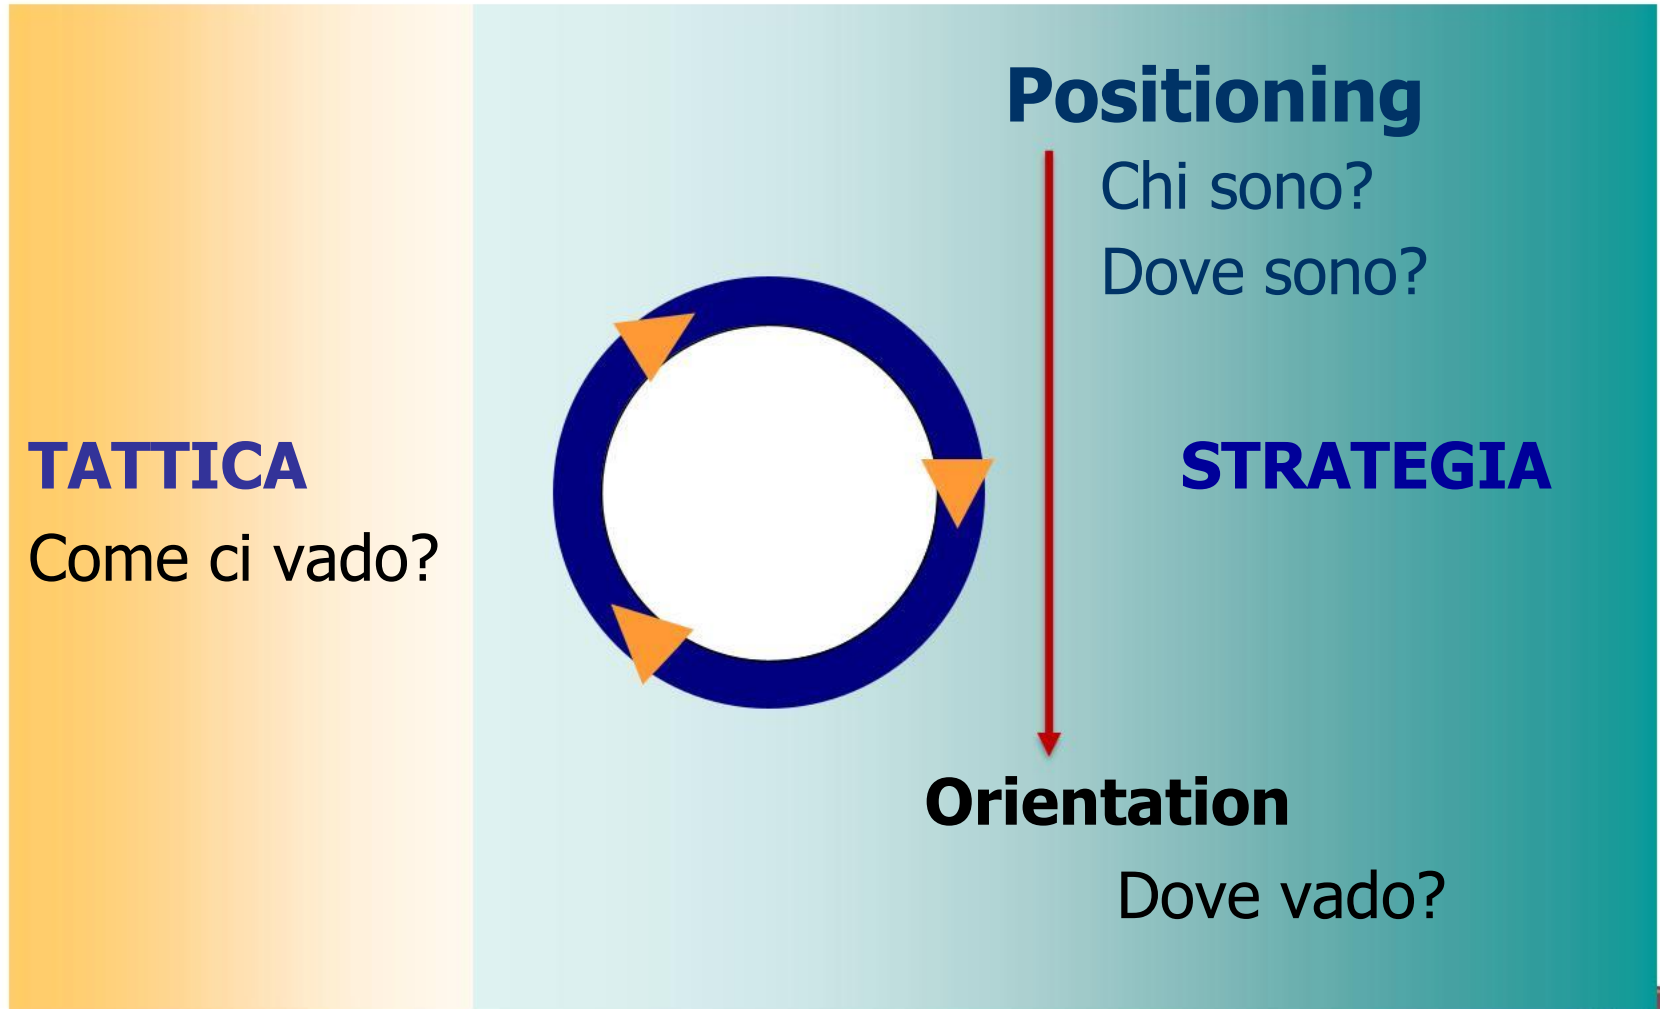 Positioning
Chi sono?
Dove sono?
TATTICA
Come ci vado?
STRATEGIA
Orientation
Dove vado?